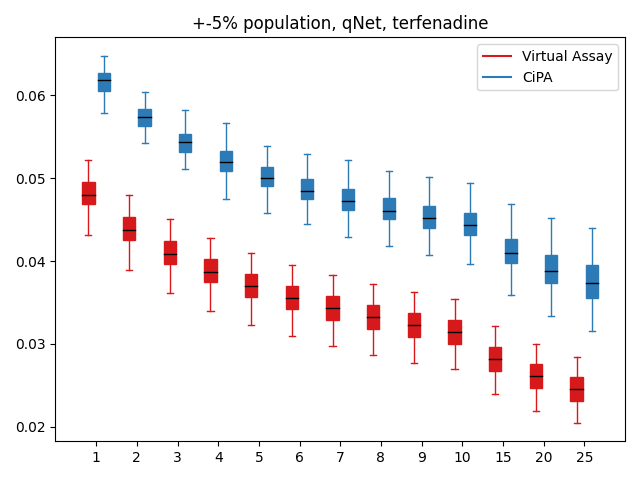 +-5% population, qNet, terfenadine
Virtual Assay
CiPA
0.06
0.05
0.04
0.03
0.02
1 2 3 4 5 6 7 8 9 10 15 20 25